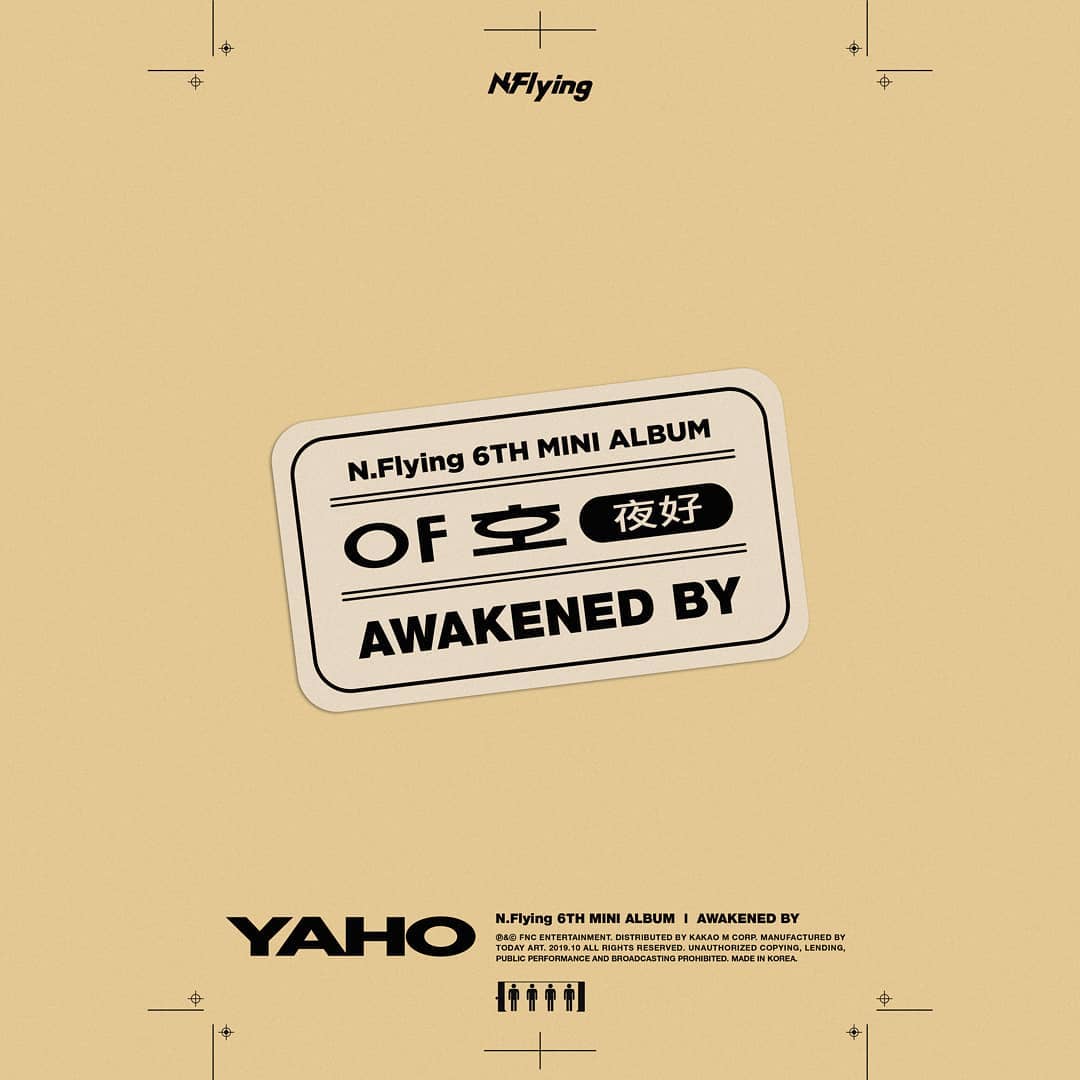 N.Flying
N.Flying 6TH MINI ALBUM
야호 夜好
AWAKENED BY
YAHO
N.Flying 6TH MINI ALBUM | AWAKENED BY
℗&© FNC ENTERTAINMENT. DISTRIBUTED BY KAKAO M CORP. MANUFACTURED BY
TODAY ART. 2019.10 ALL RIGHTS RESERVED. UNAUTHORIZED COPYING, LENDING,
PUBLIC PERFORMANCE AND BROADCASTING PROHIBITED. MADE IN KOREA.